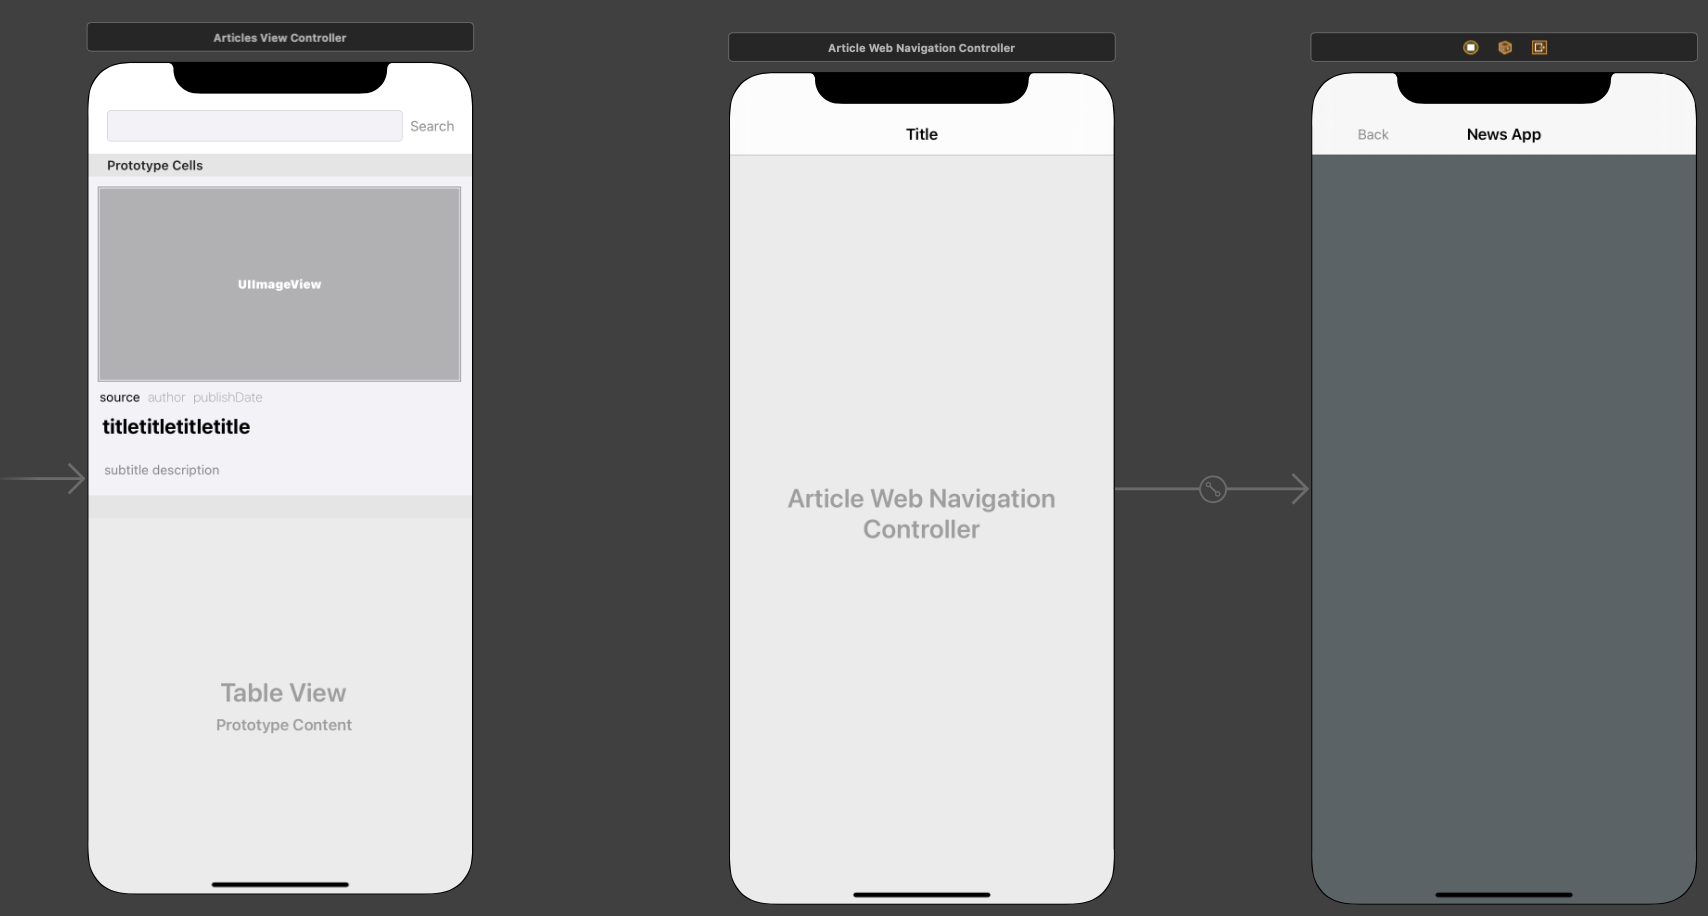 Articles View Controller
Search
Prototype Cells
UIImageView
source author publishDate
titletitletitletitle
subtitle description
Table View
Prototype Content
Article Web Navigation Controller
Title
Article Web Navigation
Controller
Back News App